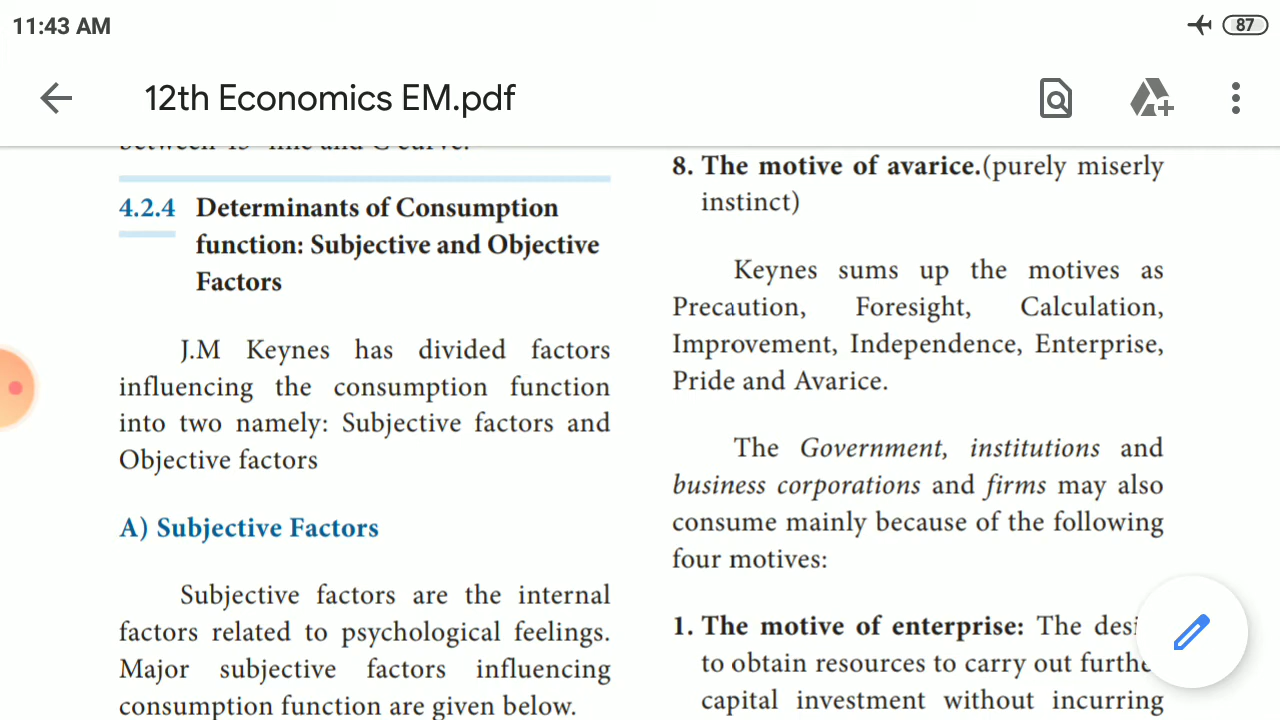 11:43 AM
87
12th Economics EM.pdf
4.2.4 Determinants of Consumption
function: Subjective and Objective
Factors
J.M Keynes has divided factors
influencing the consumption function
into two namely: Subjective factors and
Objective factors
A) Subjective Factors
Subjective factors are the internal
factors related to psychological feelings.
Major subjective factors influencing
consumption function are given below.
8. The motive of avarice.(purely miserly
instinct)
Keynes sums up the motives as
Precaution, Foresight, Calculation,
Improvement, Independence, Enterprise,
Pride and Avarice.
The Government, institutions and
business corporations and firms may also
consume mainly because of the following
four motives:
1. The motive of enterprise: The
to obtain resources to carry out
capital investment without incurring